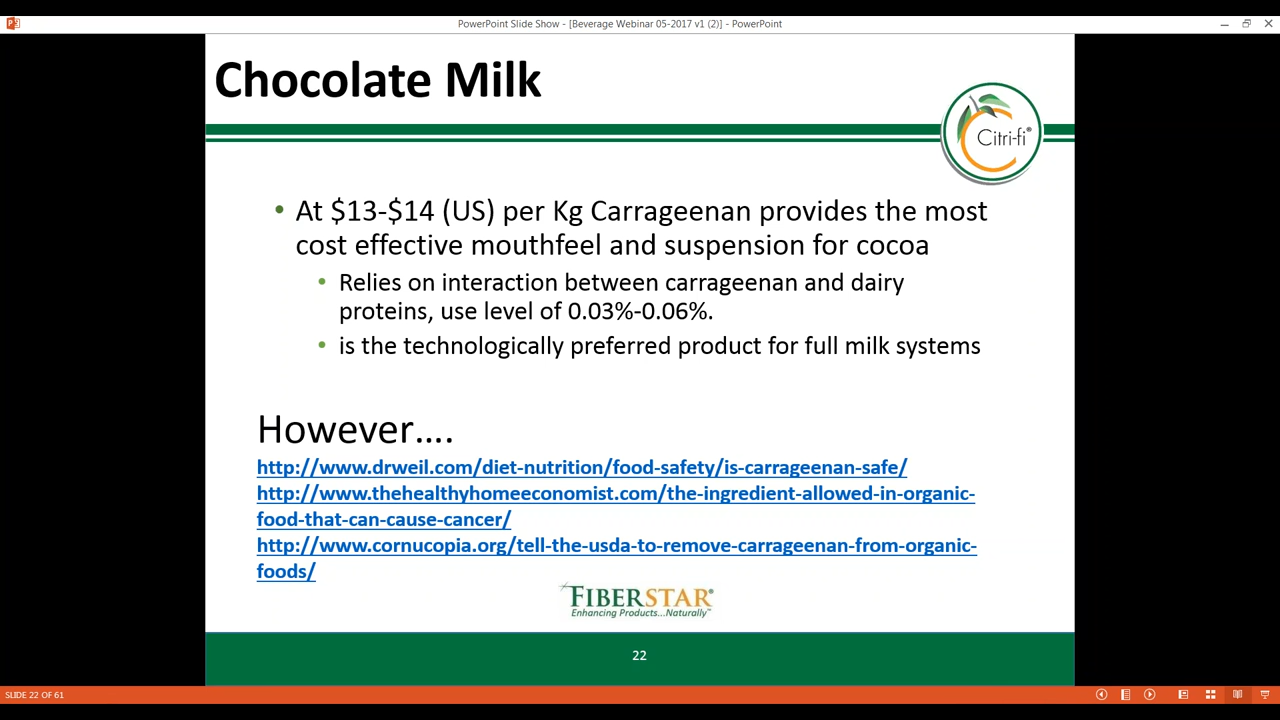 PowerPoint Slide Show - [Beverage Webinar 05-2017 v1 (2)] - PowerPoint
Chocolate Milk
Citri-fi®
• At $13-$14 (US) per Kg Carrageenan provides the most
cost effective mouthfeel and suspension for cocoa
• Relies on interaction between carrageenan and dairy
proteins, use level of 0.03%-0.06%.
• is the technologically preferred product for full milk systems
However....
http://www.drweil.com/diet-nutrition/food-safety/is-carrageenan-safe/
http://www.thehealthyhomeeconomist.com/the-ingredient-allowed-in-organic-
food-that-can-cause-cancer/
http://www.cornucopia.org/tell-the-usda-to-remove-carrageenan-from-organic-
foods/
FIBERSTAR®
Enhancing Products...Naturally™
22
SLIDE 22 OF 61